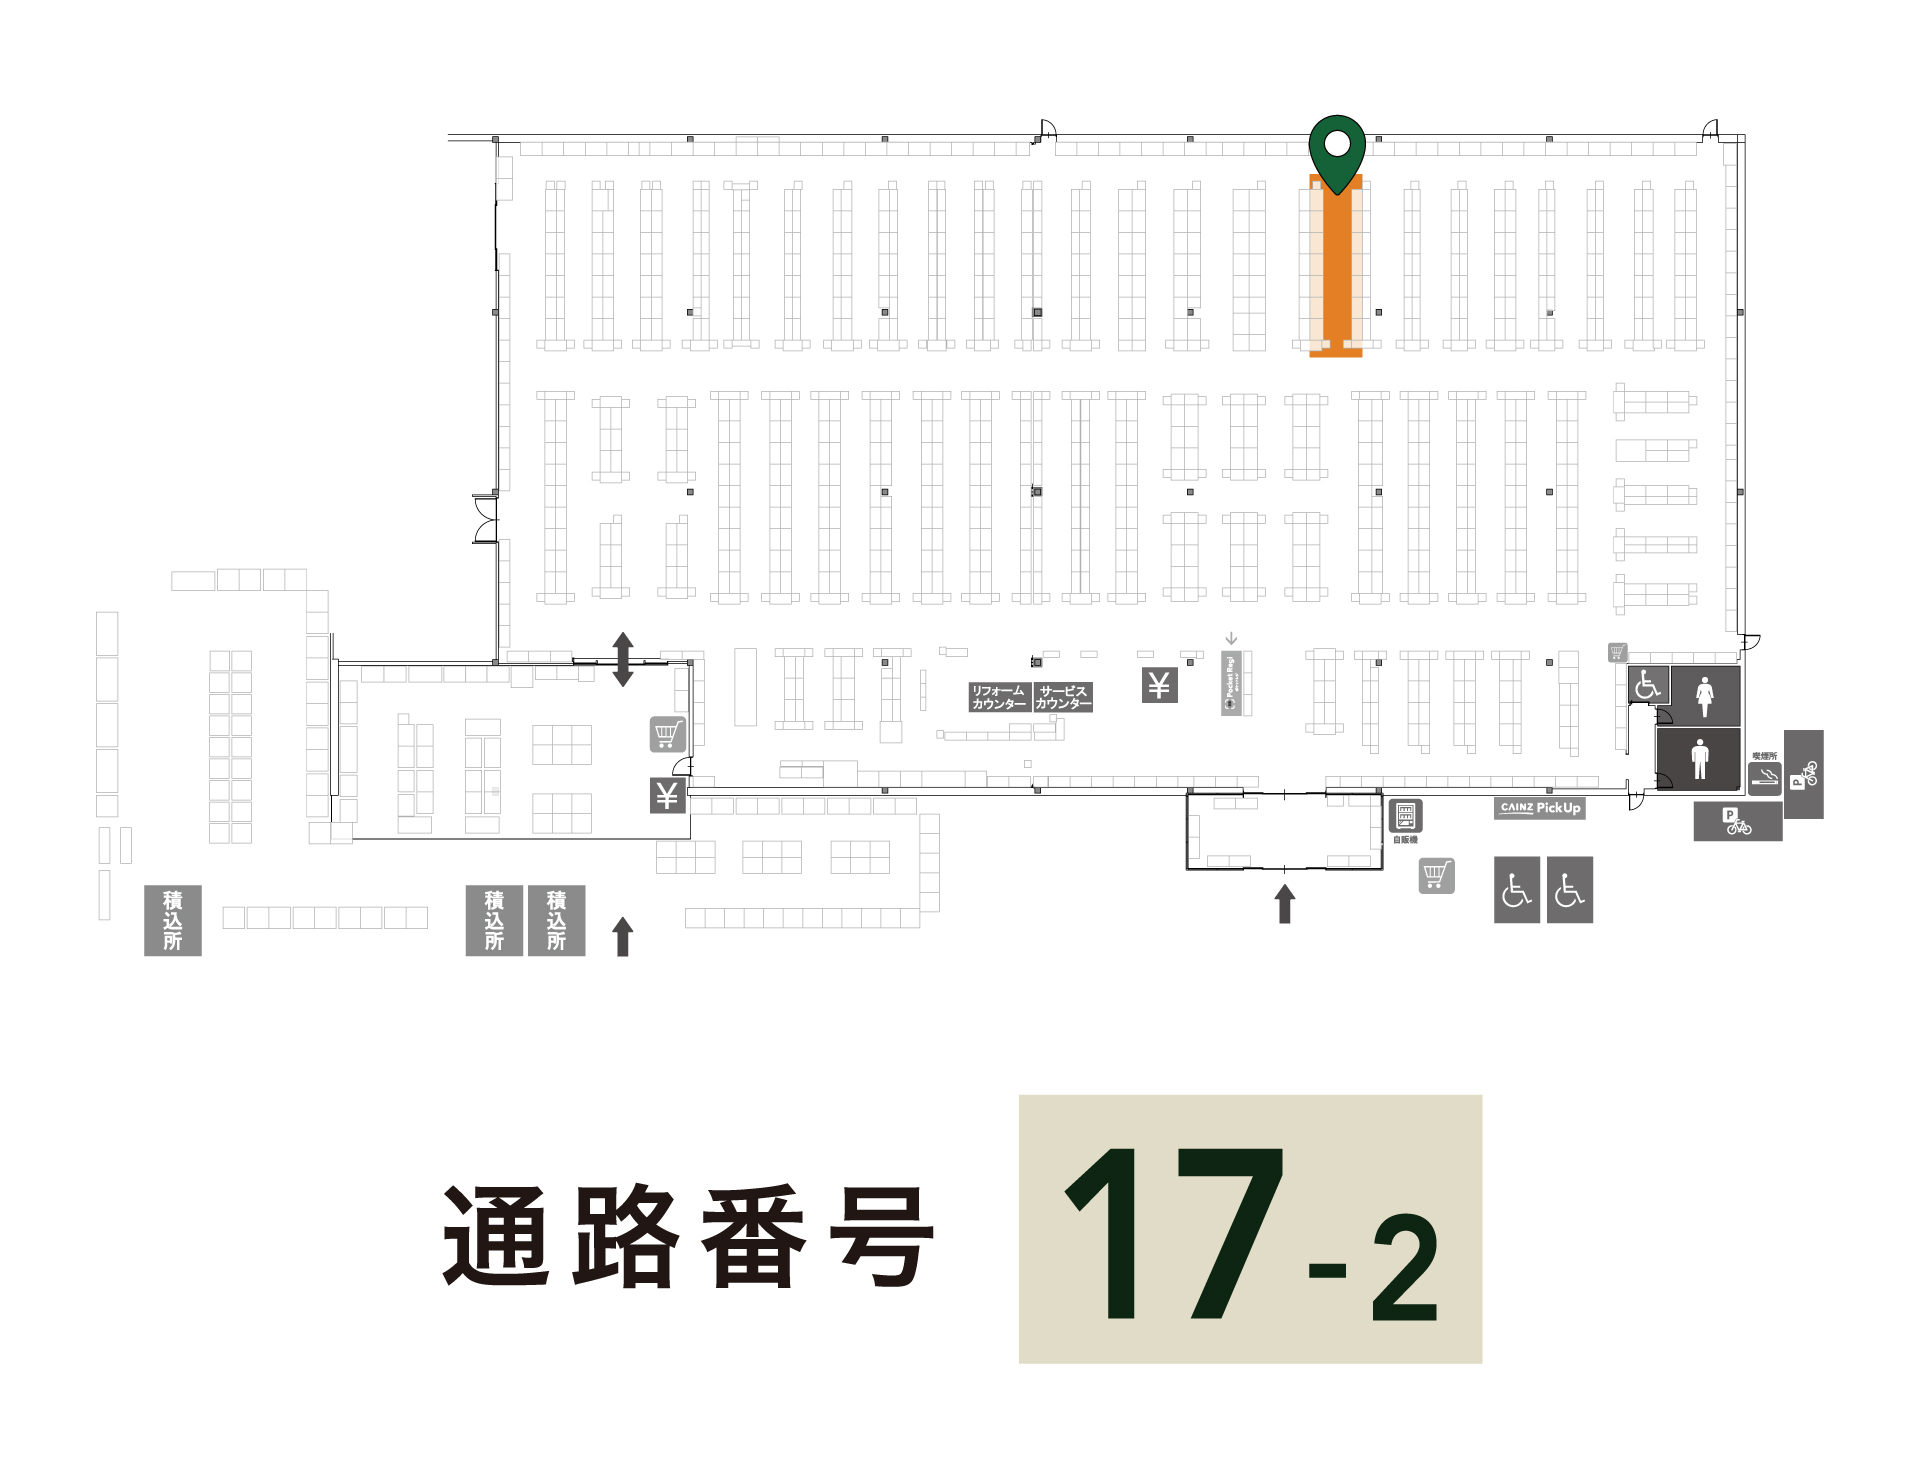 リフォーム
カウンター
サービス
カウンター
¥
Pocket Regi
¥
喫煙所
P
P
CAINZ PickUp
自販機
積込所
積込所
積込所
通路番号
17-2